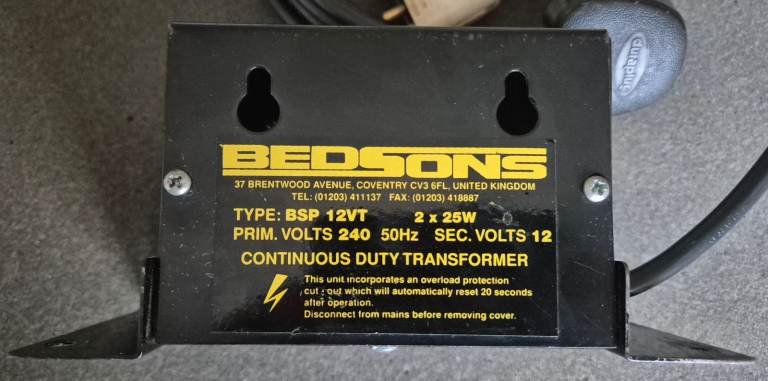 duraplug
BEDSONS
37 BRENTWOOD AVENUE, COVENTRY CV3 6FL, UNITED KINGDOM
TEL: (01203) 411137 FAX: (01203) 418887
TYPE: BSP 12VT 2 x 25W
PRIM. VOLTS 240 50Hz SEC. VOLTS 12
CONTINUOUS DUTY TRANSFORMER
This unit incorporates an overload protection
cut - out which will automatically reset 20 seconds
after operation.
Disconnect from mains before removing cover.